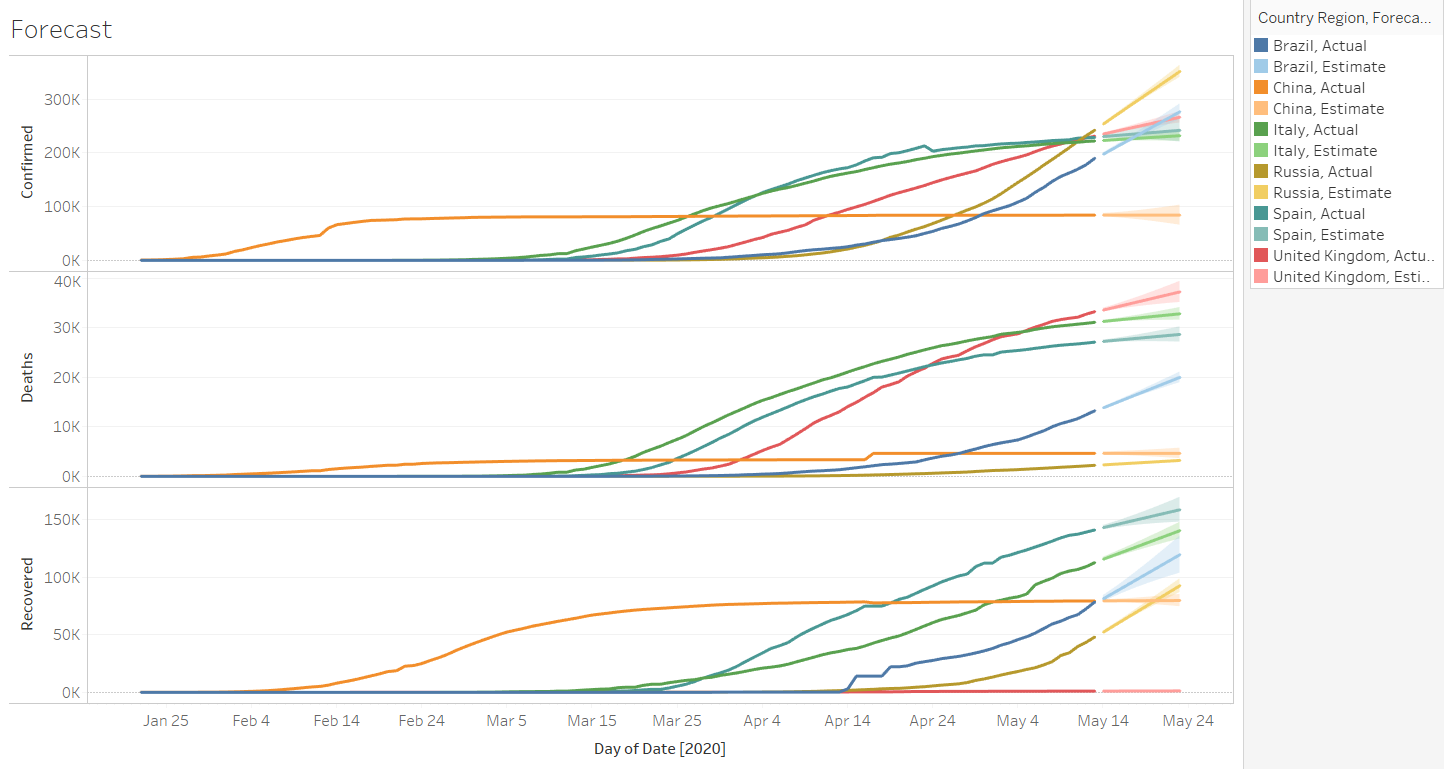 Forecast
Country Region, Foreca...
Brazil, Actual
Brazil, Estimate
China, Actual
China, Estimate
Italy, Actual
Italy, Estimate
Russia, Actual
Russia, Estimate
Spain, Actual
Spain, Estimate
United Kingdom, Actu..
United Kingdom, Esti..
Confirmed
300K
200K
100K
0K
Deaths
40K
30K
20K
10K
0K
Recovered
150K
100K
50K
0K
Jan 25 Feb 4 Feb 14 Feb 24 Mar 5 Mar 15 Mar 25 Apr 4 Apr 14 Apr 24 May 4 May 14 May 24
Day of Date [2020]